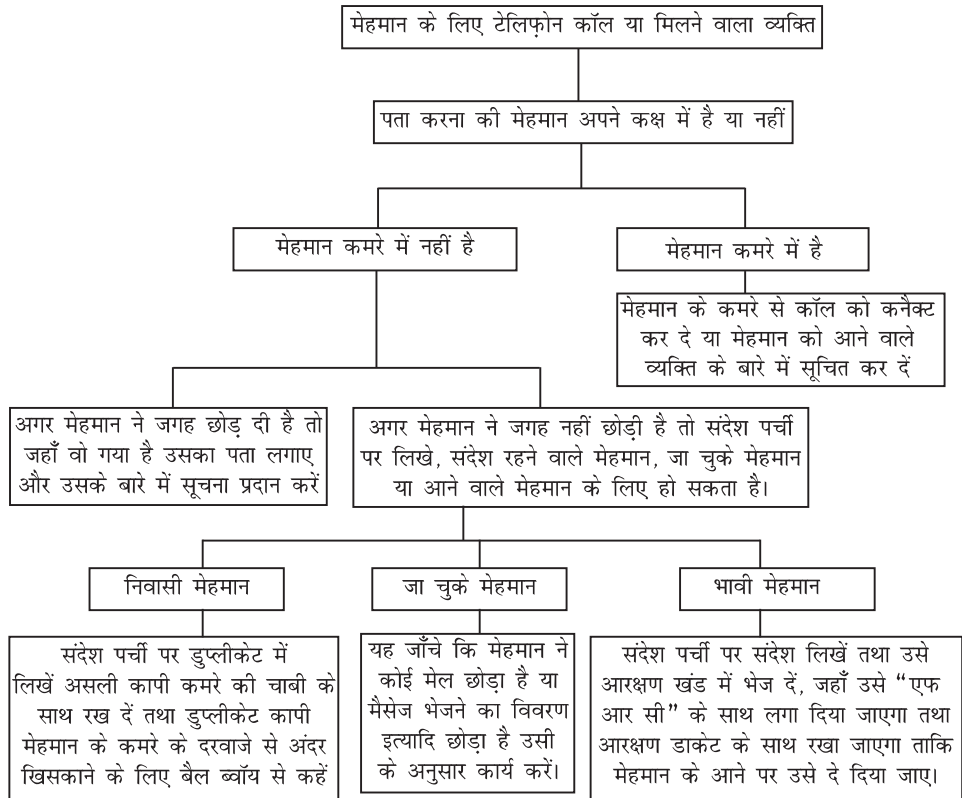 मेहमान के लिए टेलिफ़ोन कॉल या मिलने वाला व्यक्ति
पता करना की मेहमान अपने कक्ष में है या नहीं
मेहमान कमरे में नहीं है
मेहमान कमरे में है
मेहमान के कमरे से कॉल को कनैक्ट
कर दे या मेहमान को आने वाले
व्यक्ति के बारे में सूचित कर दें
अगर मेहमान ने जगह छोड़ दी है तो
जहाँ वो गया है उसका पता लगाए
और उसके बारे में सूचना प्रदान करें
अगर मेहमान ने जगह नहीं छोड़ी है तो संदेश पर्ची
पर लिखे, संदेश रहने वाले मेहमान, जा चुके मेहमान
या आने वाले मेहमान के लिए हो सकता है।
निवासी मेहमान
जा चुके मेहमान
भावी मेहमान
संदेश पर्ची पर डुप्लीकेट में
लिखें असली कापी कमरे की चाबी के
साथ रख दें तथा डुप्लीकेट कापी
मेहमान के कमरे के दरवाजे से अंदर
खिसकाने के लिए बैल ब्वॉय से कहें
यह जाँचे कि मेहमान ने
कोई मेल छोड़ा है या
मैसेज भेजने का विवरण
इत्यादि छोड़ा है उसी
के अनुसार कार्य करें।
संदेश पर्ची पर संदेश लिखें तथा उसे
आरक्षण खंड में भेज दें, जहाँ उसे “एफ
आर सी” के साथ लगा दिया जाएगा तथा
आरक्षण डाकेट के साथ रखा जाएगा ताकि
मेहमान के आने पर उसे दे दिया जाए।